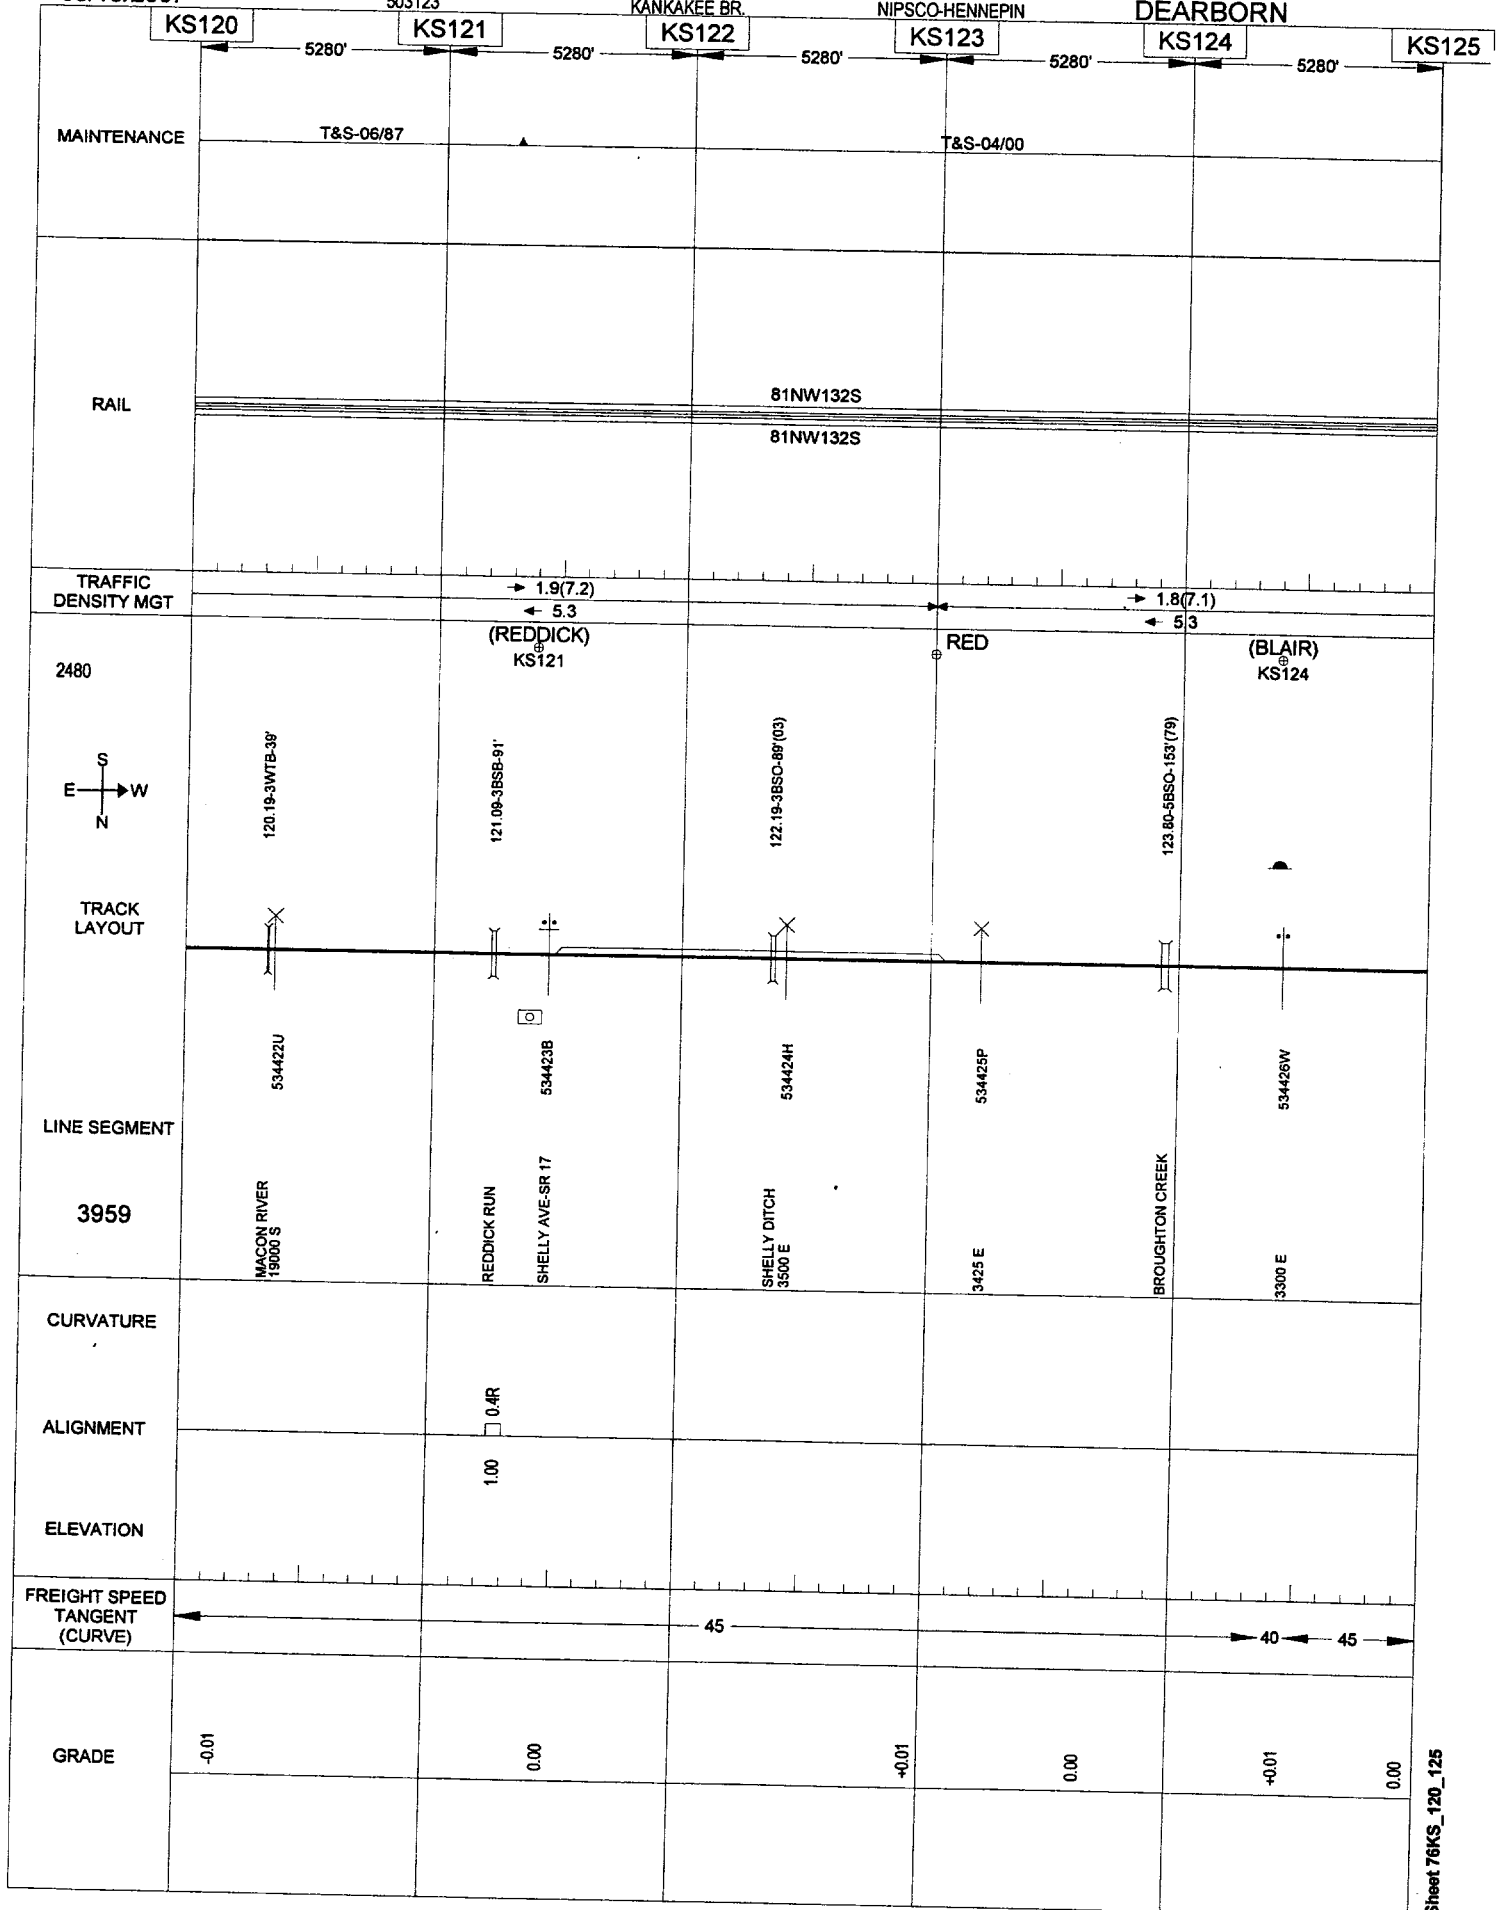 503123
KANKAKEE BR.
NIPSCO-HENNEPIN
DEARBORN
KS120
KS121
KS122
KS123
KS124
KS125
5280'
5280'
5280'
5280'
5280'
MAINTENANCE
T&S-06/87
T&S-04/00
RAIL
81NW132S
81NW132S
TRAFFIC
DENSITY MGT
1.9(7.2)
5.3
1.8(7.1)
5.3
2480
(REDDICK)
KS121
RED
(BLAIR)
KS124
S
E
W
N
120.19-3WTB-39'
121.09-3BSB-91'
122.19-3BSO-89'(03)
123.80-5BSO-153'(79)
TRACK
LAYOUT
534422U
534423B
534424H
534425P
534426W
LINE SEGMENT
3959
MACON RIVER
19000 S
REDDICK RUN
SHELLY AVE-SR 17
SHELLY DITCH
3500 E
3425 E
BROUGHTON CREEK
3300 E
CURVATURE
ALIGNMENT
0.4R
1.00
ELEVATION
FREIGHT SPEED
TANGENT
(CURVE)
45
40
45
GRADE
-0.01
0.00
+0.01
0.00
+0.01
0.00
Sheet 76KS_120_125